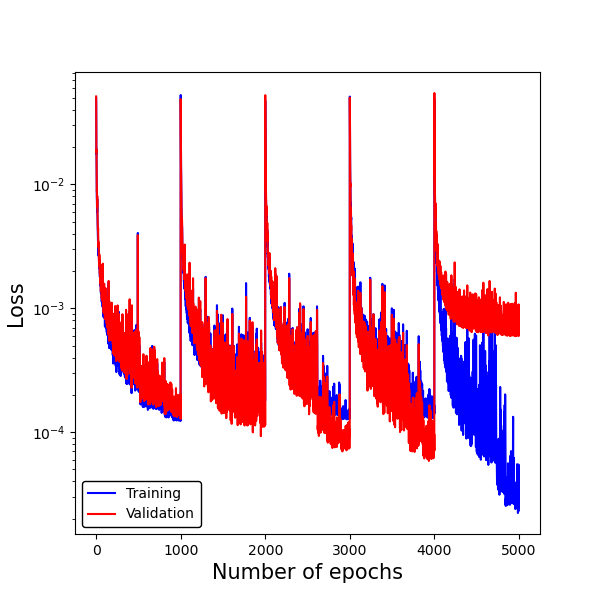 Loss
10⁻²
10⁻³
10⁻⁴
Training
Validation
0 1000 2000 3000 4000 5000
Number of epochs